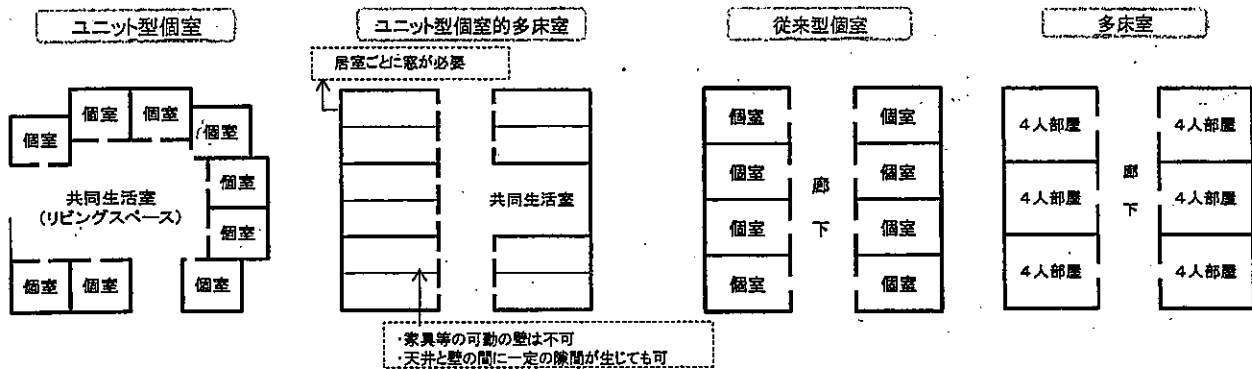 ユニット型個室
ユニット型個室的多床室
従来型個室
多床室
居室ごとに窓が必要
個室
個室
個室
個室
個室
個室
共同生活室
(リビングスペース)
個室
個室
個室
共同生活室
・家具等の可動の壁は不可
・天井と壁の間に一定の隙間が生じても可
個室
個室
個室
個室
廊
下
個室
個室
個室
個室
4人部屋
4人部屋
4人部屋
廊
下
4人部屋
4人部屋
4人部屋